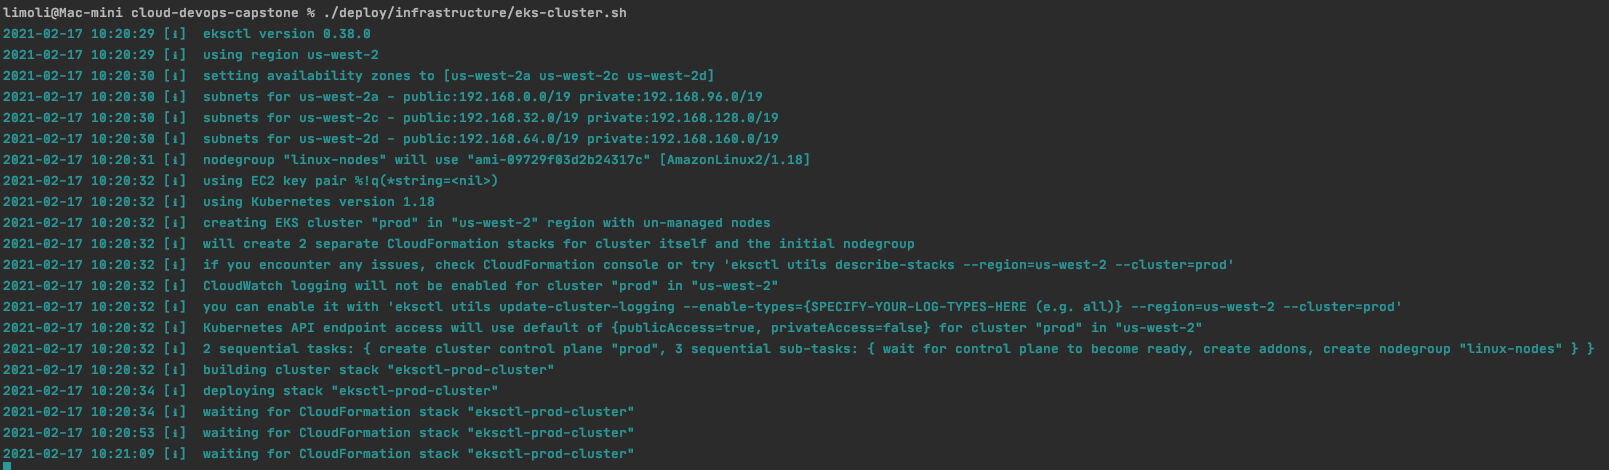 limoli@Mac-mini cloud-devops-capstone % ./deploy/infrastructure/eks-cluster.sh
2021-02-17 10:20:29 [ℹ]  eksctl version 0.38.0
2021-02-17 10:20:29 [ℹ]  using region us-west-2
2021-02-17 10:20:30 [ℹ]  setting availability zones to [us-west-2a us-west-2c us-west-2d]
2021-02-17 10:20:30 [ℹ]  subnets for us-west-2a - public:192.168.0.0/19 private:192.168.96.0/19
2021-02-17 10:20:30 [ℹ]  subnets for us-west-2c - public:192.168.32.0/19 private:192.168.128.0/19
2021-02-17 10:20:30 [ℹ]  subnets for us-west-2d - public:192.168.64.0/19 private:192.168.160.0/19
2021-02-17 10:20:31 [ℹ]  nodegroup "linux-nodes" will use "ami-09729f03d2b24317c" [AmazonLinux2/1.18]
2021-02-17 10:20:32 [ℹ]  using EC2 key pair %!q(*string=<nil>)
2021-02-17 10:20:32 [ℹ]  using Kubernetes version 1.18
2021-02-17 10:20:32 [ℹ]  creating EKS cluster "prod" in "us-west-2" region with un-managed nodes
2021-02-17 10:20:32 [ℹ]  will create 2 separate CloudFormation stacks for cluster itself and the initial nodegroup
2021-02-17 10:20:32 [ℹ]  if you encounter any issues, check CloudFormation console or try 'eksctl utils describe-stacks --region=us-west-2 --cluster=prod'
2021-02-17 10:20:32 [ℹ]  CloudWatch logging will not be enabled for cluster "prod" in "us-west-2"
2021-02-17 10:20:32 [ℹ]  you can enable it with 'eksctl utils update-cluster-logging --enable-types={SPECIFY-YOUR-LOG-TYPES-HERE (e.g. all)} --region=us-west-2 --cluster=prod'
2021-02-17 10:20:32 [ℹ]  Kubernetes API endpoint access will use default of {publicAccess=true, privateAccess=false} for cluster "prod" in "us-west-2"
2021-02-17 10:20:32 [ℹ]  2 sequential tasks: { create cluster control plane "prod", 3 sequential sub-tasks: { wait for control plane to become ready, create addons, create nodegroup "linux-nodes" } }
2021-02-17 10:20:32 [ℹ]  building cluster stack "eksctl-prod-cluster"
2021-02-17 10:20:34 [ℹ]  deploying stack "eksctl-prod-cluster"
2021-02-17 10:20:34 [ℹ]  waiting for CloudFormation stack "eksctl-prod-cluster"
2021-02-17 10:20:53 [ℹ]  waiting for CloudFormation stack "eksctl-prod-cluster"
2021-02-17 10:21:09 [ℹ]  waiting for CloudFormation stack "eksctl-prod-cluster"